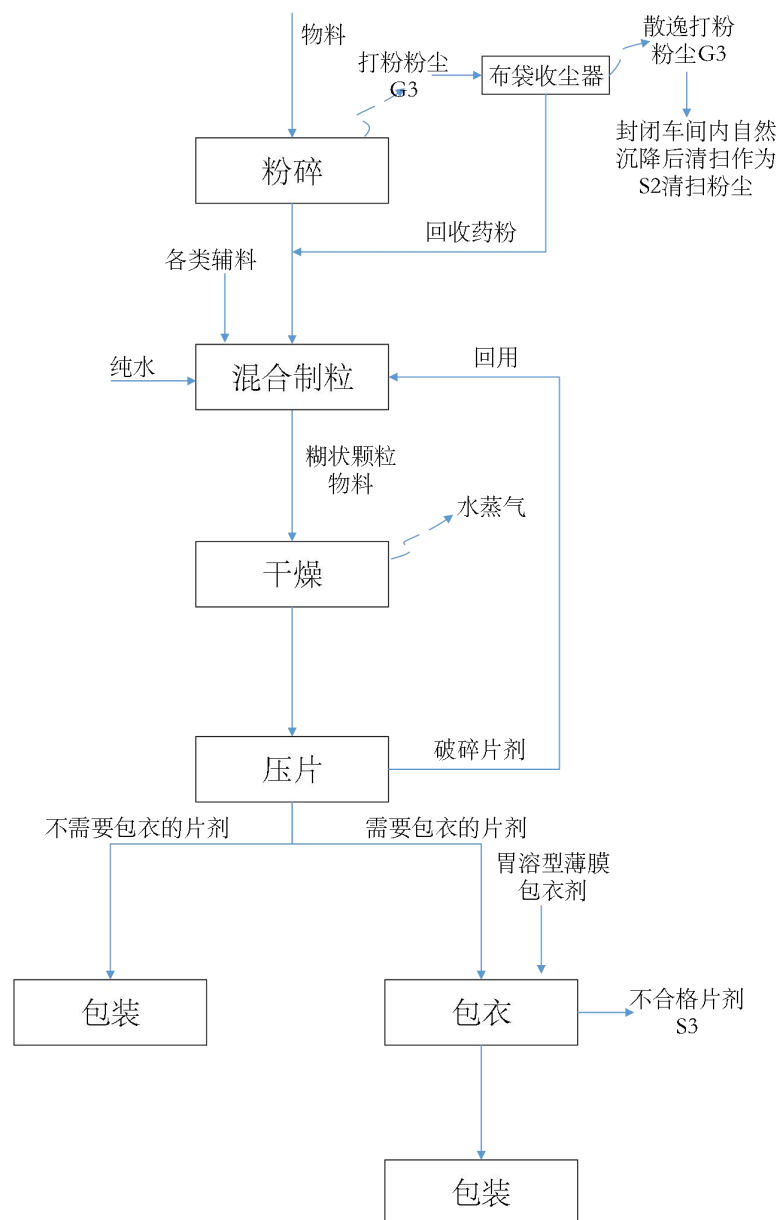 物料
打粉粉尘
G3
布袋收尘器
散逸打粉
粉尘G3
封闭车间内自然
沉降后清扫作为
S2清扫粉尘
粉碎
回收药粉
各类辅料
纯水
混合制粒
回用
糊状颗粒
物料
水蒸气
干燥
压片
破碎片剂
不需要包衣的片剂
需要包衣的片剂
胃溶型薄膜
包衣剂
包装
包衣
不合格片剂
S3
包装